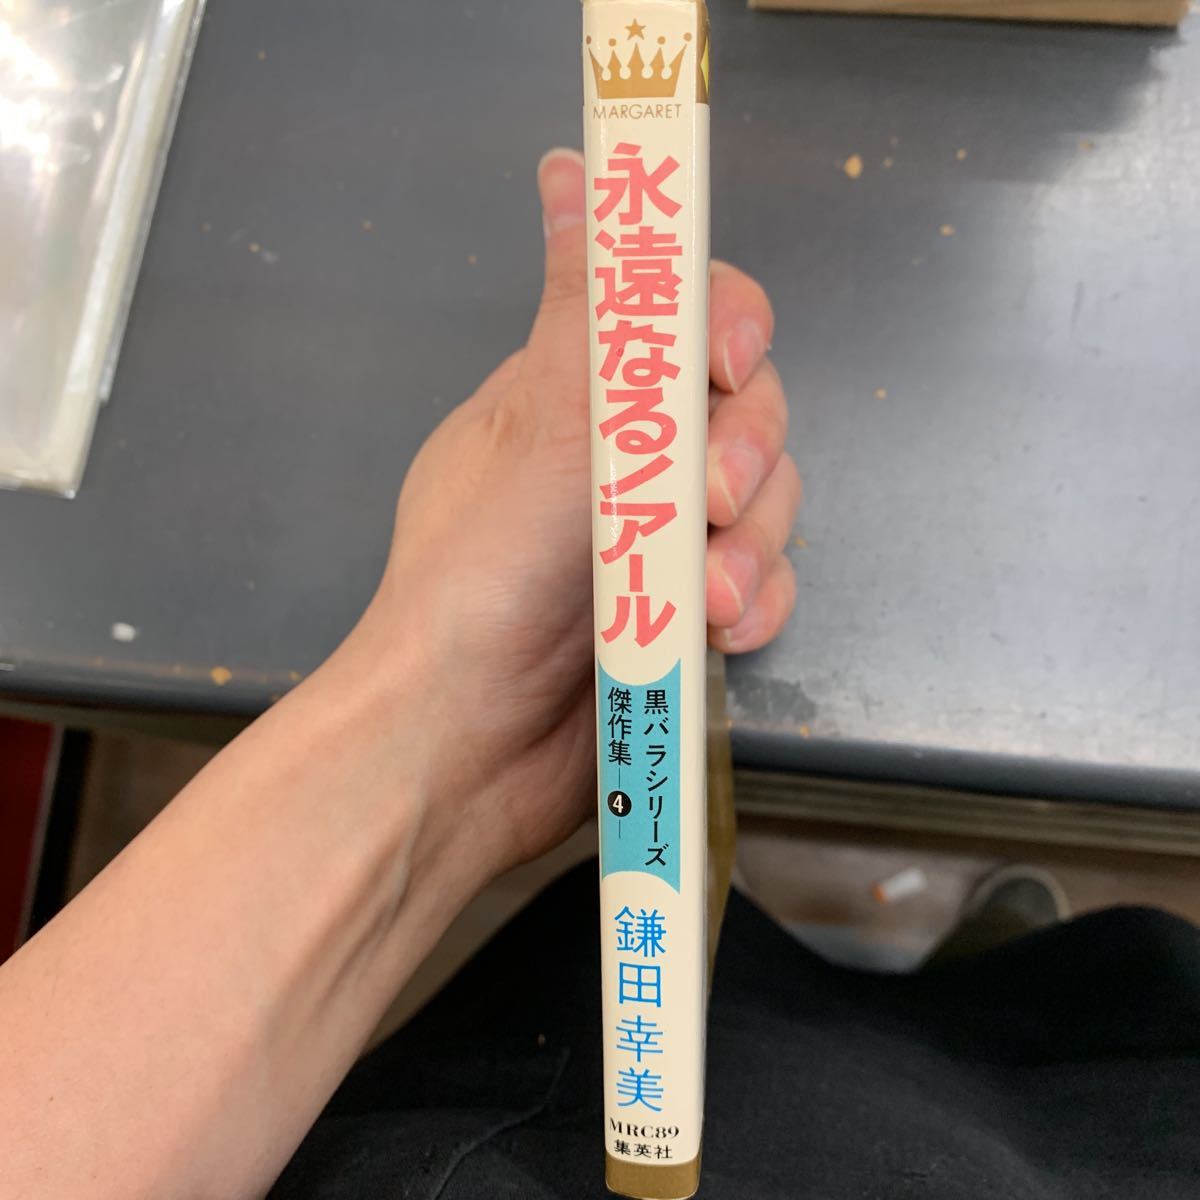 MARGARET
永遠なるノアール
黒バラシリーズ
傑作集—4—
鎌田幸美
MRC89
集英社